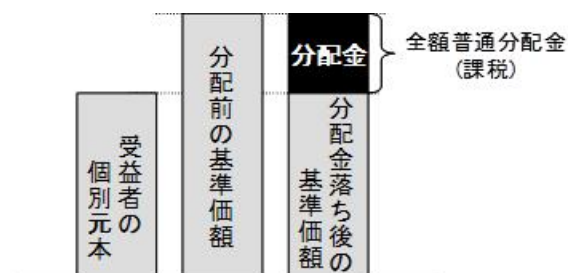 受益者の
個別元本
分配前の基準価額
分配金
分配金落ち後の
基準価額
全額普通分配金
(課税)